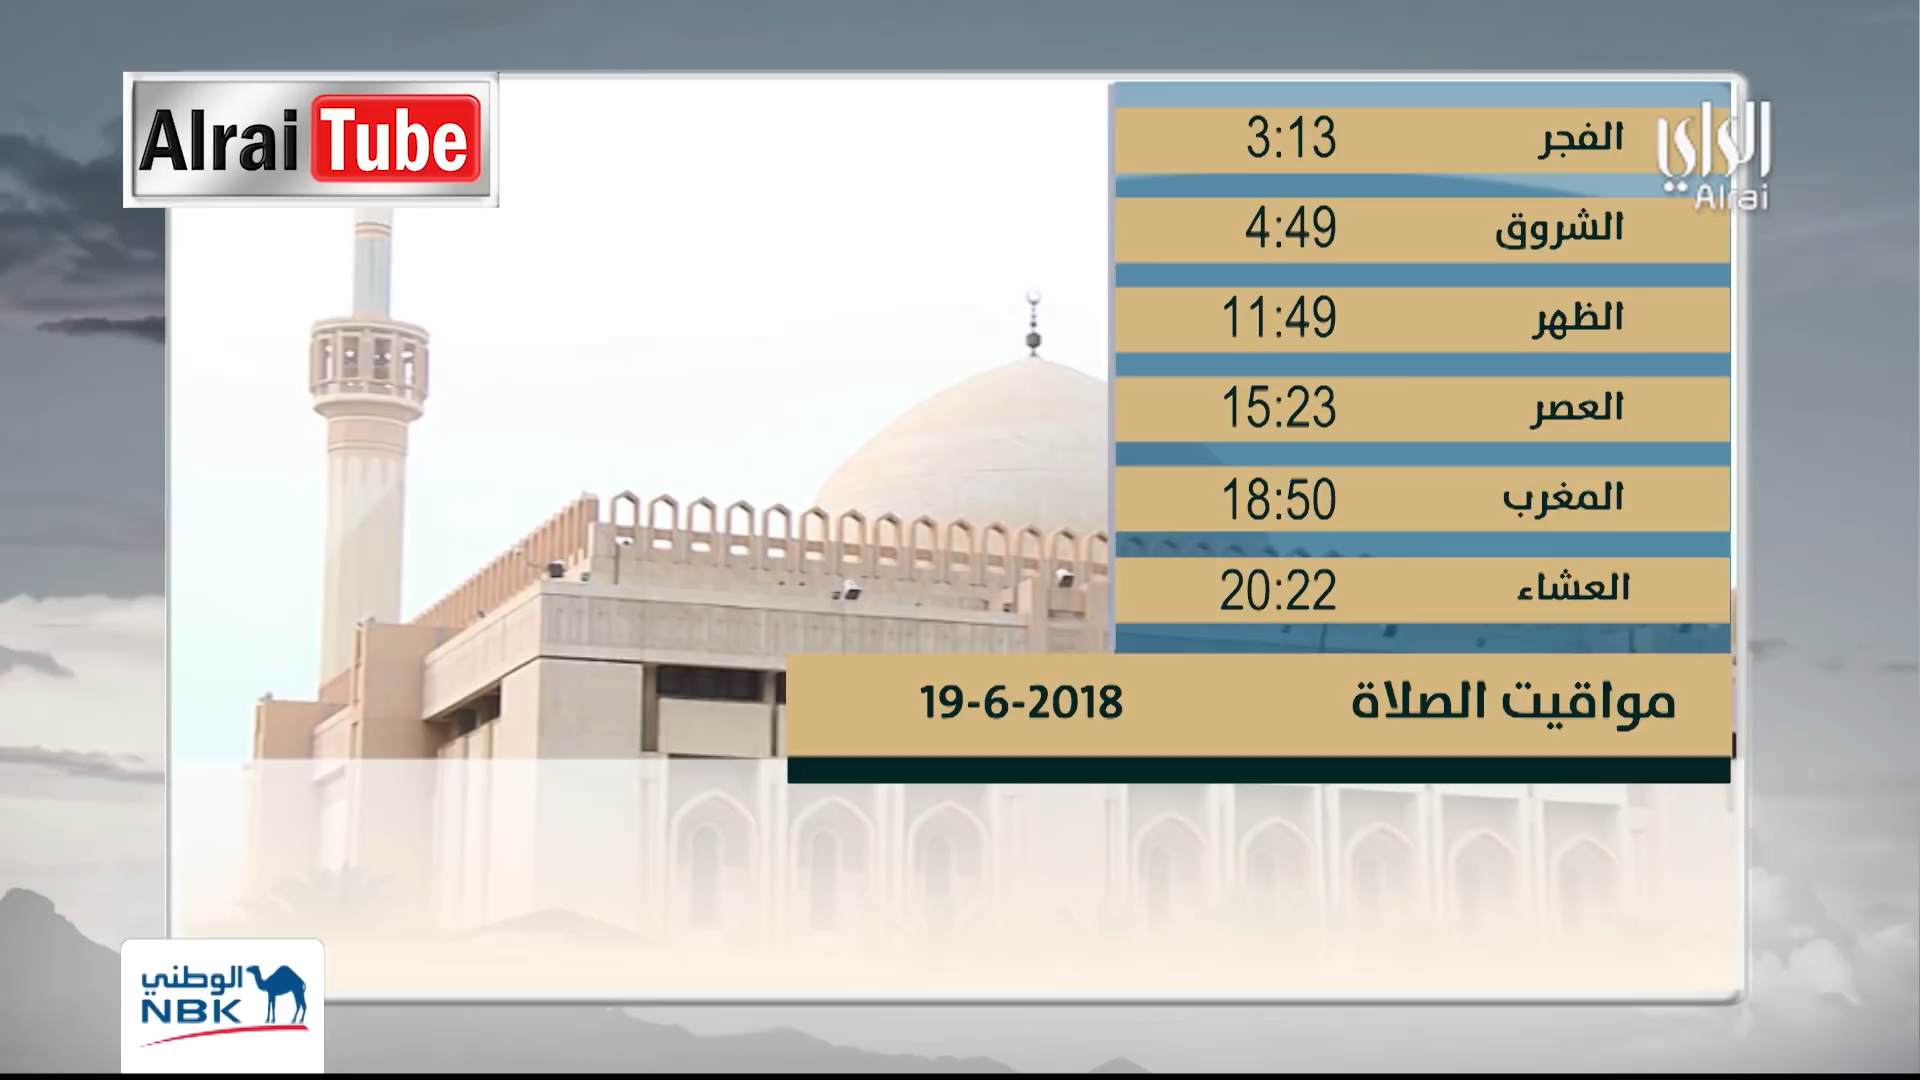 Alrai Tube
الراي
Alrai
الفجر 3:13
الشروق 4:49
الظهر 11:49
العصر 15:23
المغرب 18:50
العشاء 20:22
مواقيت الصلاة 19-6-2018
الوطني
NBK